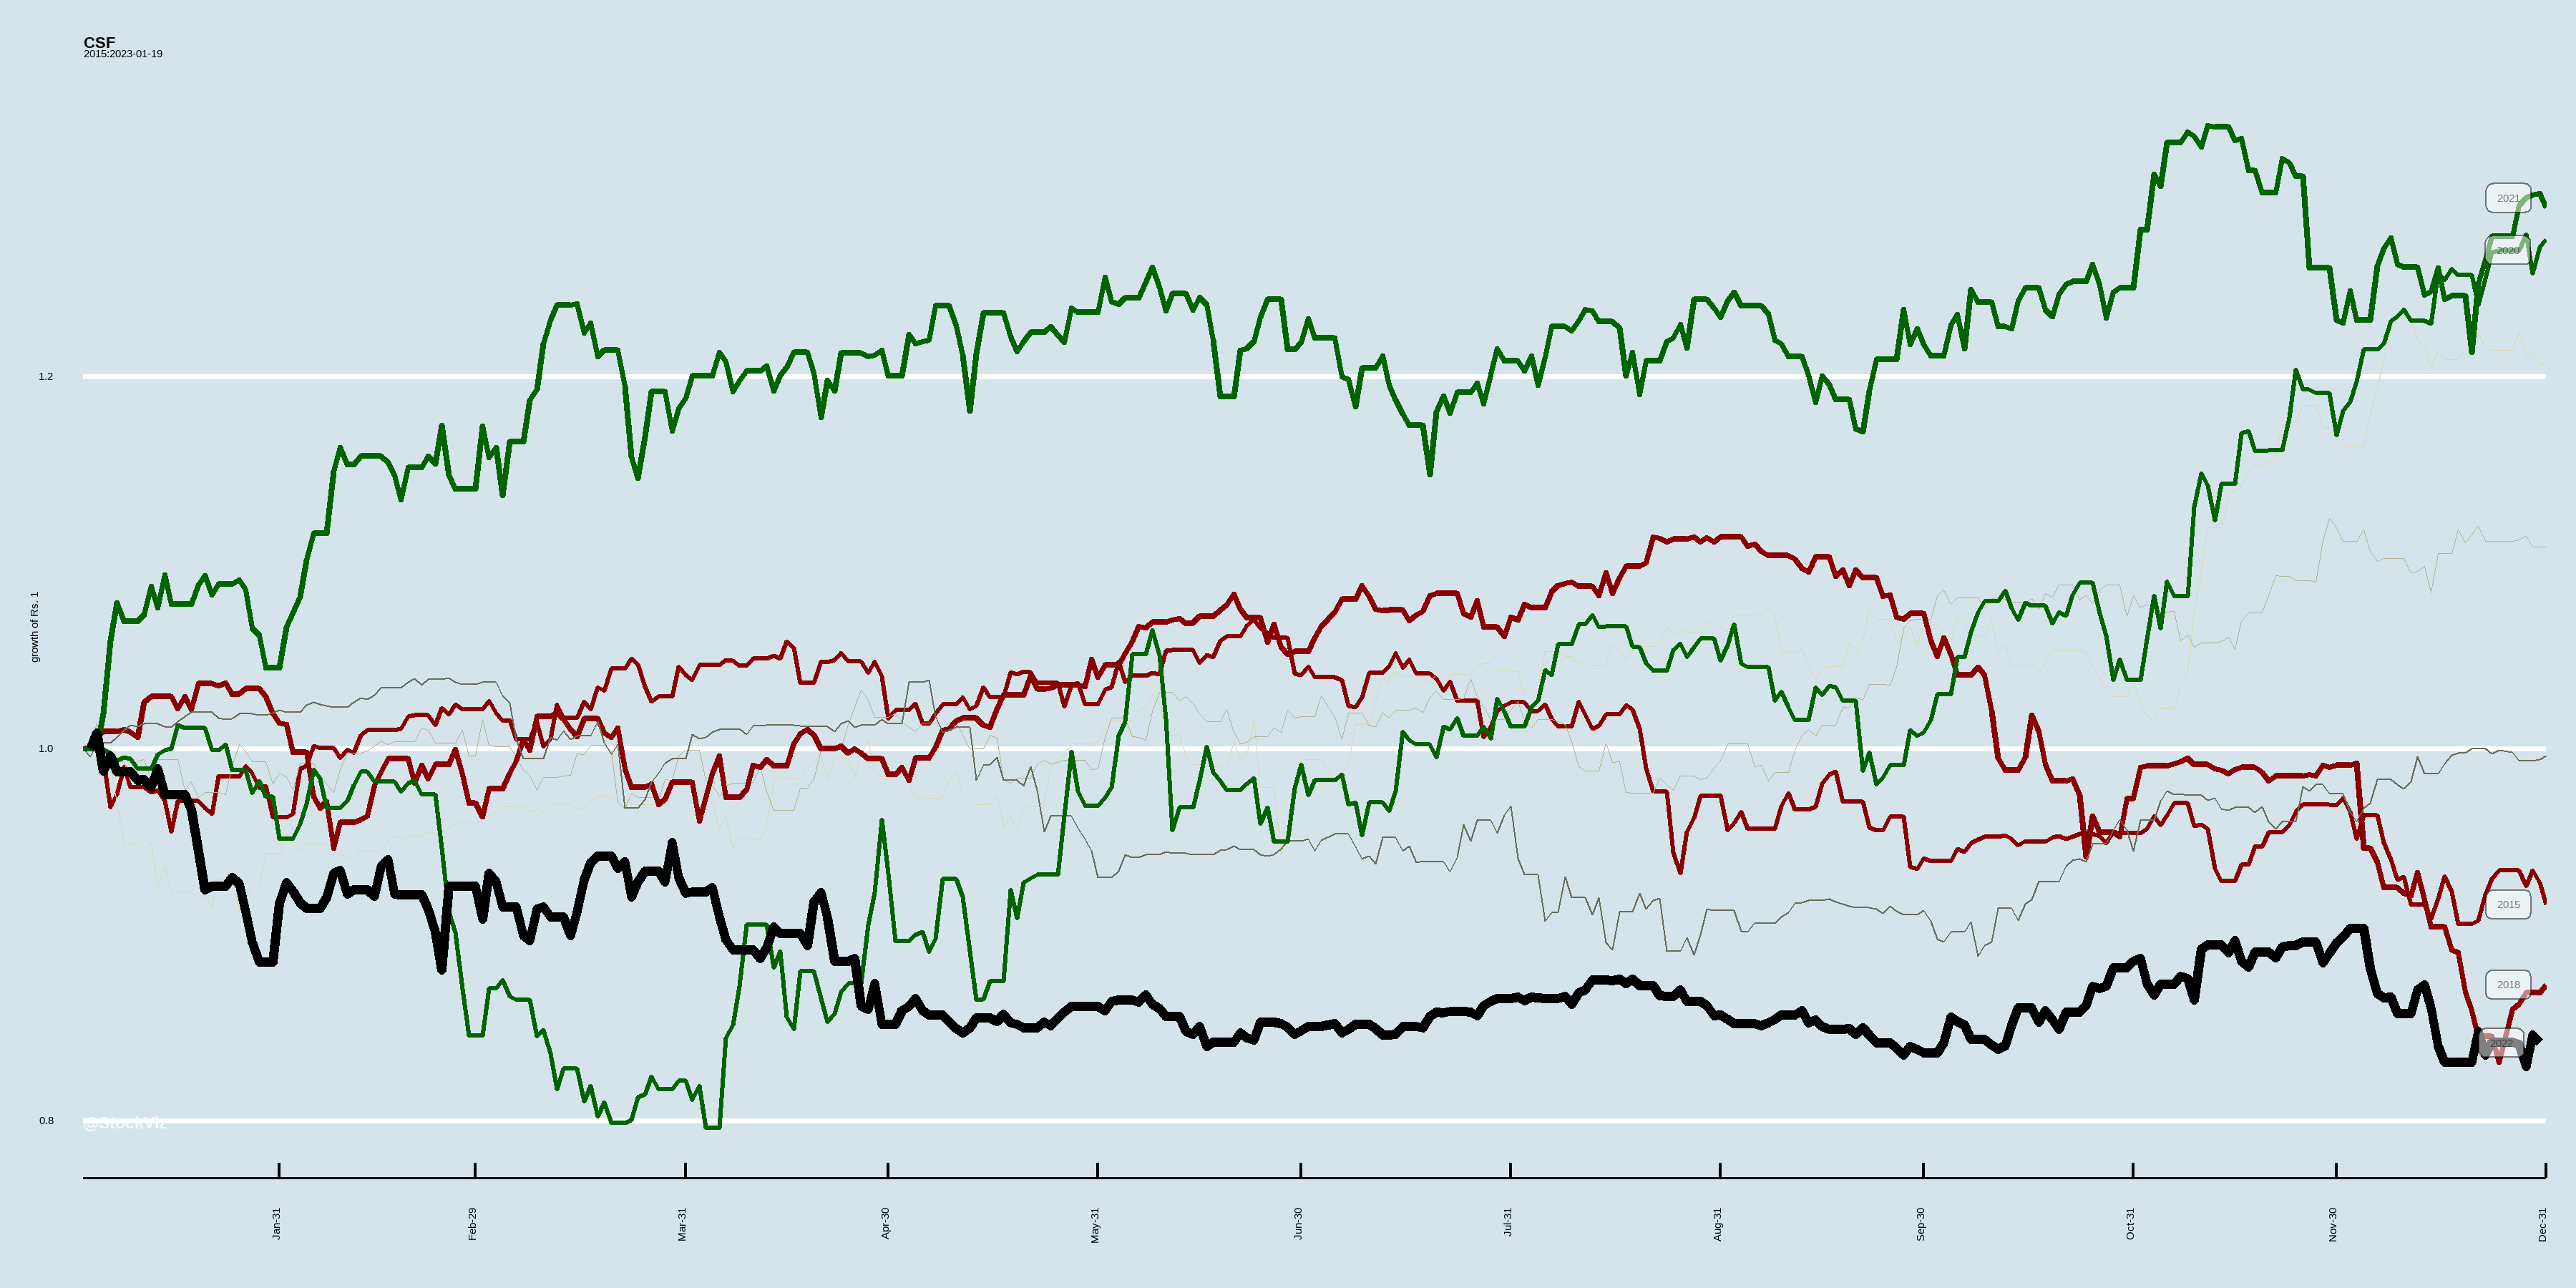 CSF
2015:2023-01-19
2021
2020
1.2
growth of Rs. 1
1.0
2015
2018
2022
0.8
@StockViz
Jan-31
Feb-29
Mar-31
Apr-30
May-31
Jun-30
Jul-31
Aug-31
Sep-30
Oct-31
Nov-30
Dec-31